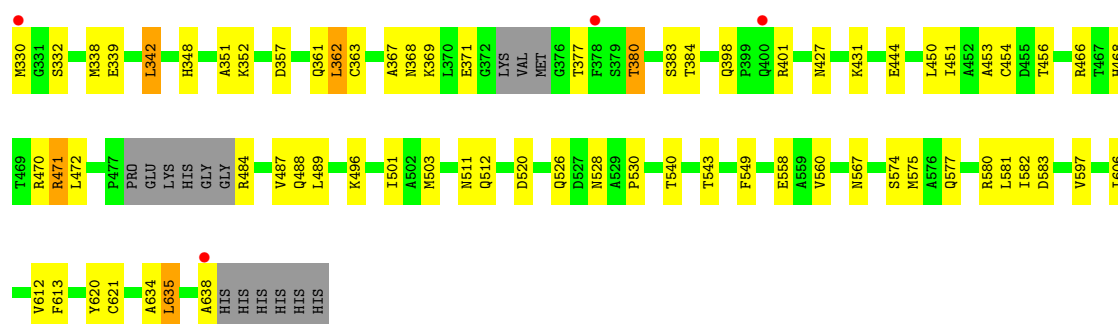 M330 G331 S332 M338 E339 L342 H348 A351 K352 D357 Q361 L362 C363 A367 N368 K369 L370 E371 G372 LYS VAL MET G376 T377 F378 S379 T380 S383 T384 Q398 P399 Q400 R401 N427 K431 E444 L450 I451 A452 A453 C454 D455 T456 R466 T467 H468
T469 R470 R471 L472 P477 PRO GLU LYS HIS GLY GLY R484 V487 Q488 L489 K496 I501 A502 M503 N511 Q512 D520 Q526 D527 N528 A529 P530 T540 T543 F549 E558 A559 V560 N567 S574 M575 A576 Q577 R580 L581 I582 D583 V597
V612 F613 Y620 C621 A634 L635 A638 HIS HIS HIS HIS HIS HIS